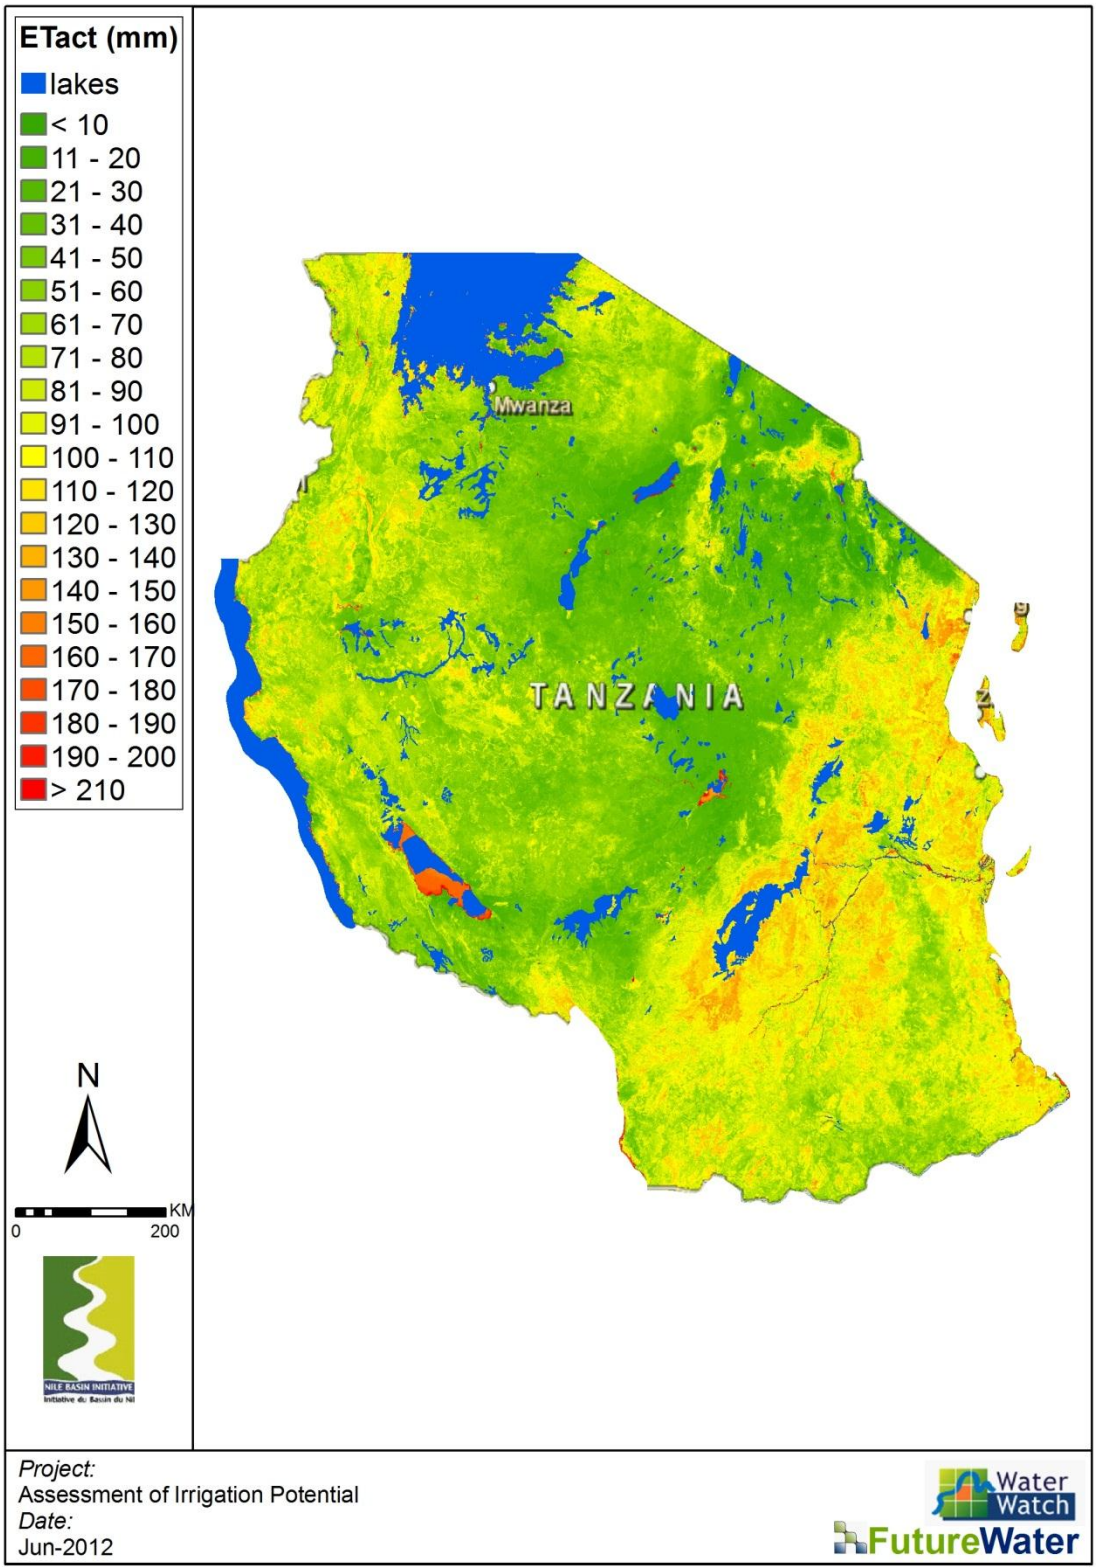 ETact (mm)
lakes
< 10
11 - 20
21 - 30
31 - 40
41 - 50
51 - 60
61 - 70
71 - 80
81 - 90
91 - 100
100 - 110
110 - 120
120 - 130
130 - 140
140 - 150
150 - 160
160 - 170
170 - 180
180 - 190
190 - 200
> 210
Mwanza
TANZANIA
Z
N
KM
0 200
NILE BASIN INITIATIVE
Initiative du Bassin du Nil
Project:
Assessment of Irrigation Potential
Date:
Jun-2012
Water
Watch
FutureWater